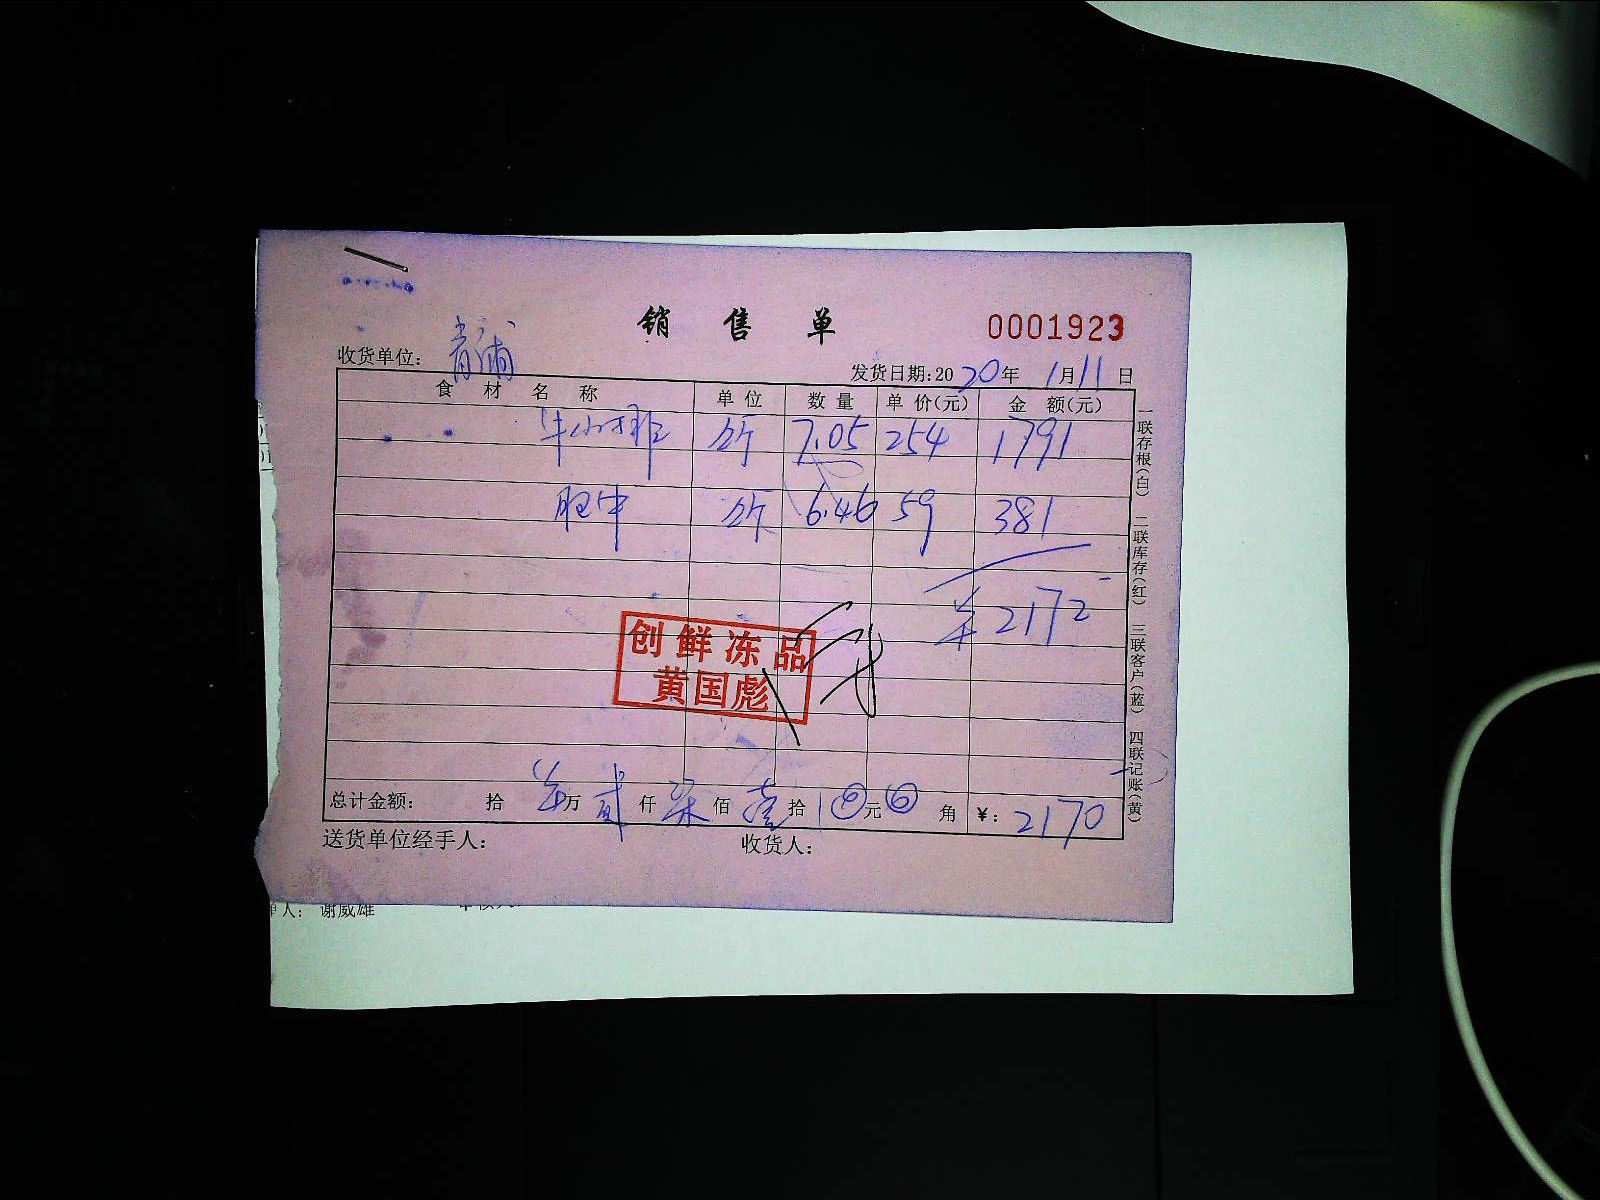 销售单
0001923
收货单位: 青浦
发货日期:2020年1月11日
食材名称 单位 数量 单价(元) 金额(元)
牛小排 斤 7.05 254 1791
肥牛 斤 6.46 59 381
2172
创鲜冻品
黄国彪
总计金额: 拾 万 贰 仟 柒 佰 壹 拾 元 角 ¥: 2170
送货单位经手人: 收货人:
一联存根(白) 二联库存(红) 三联客户(蓝) 四联记账(黄)
单人: 谢威雄